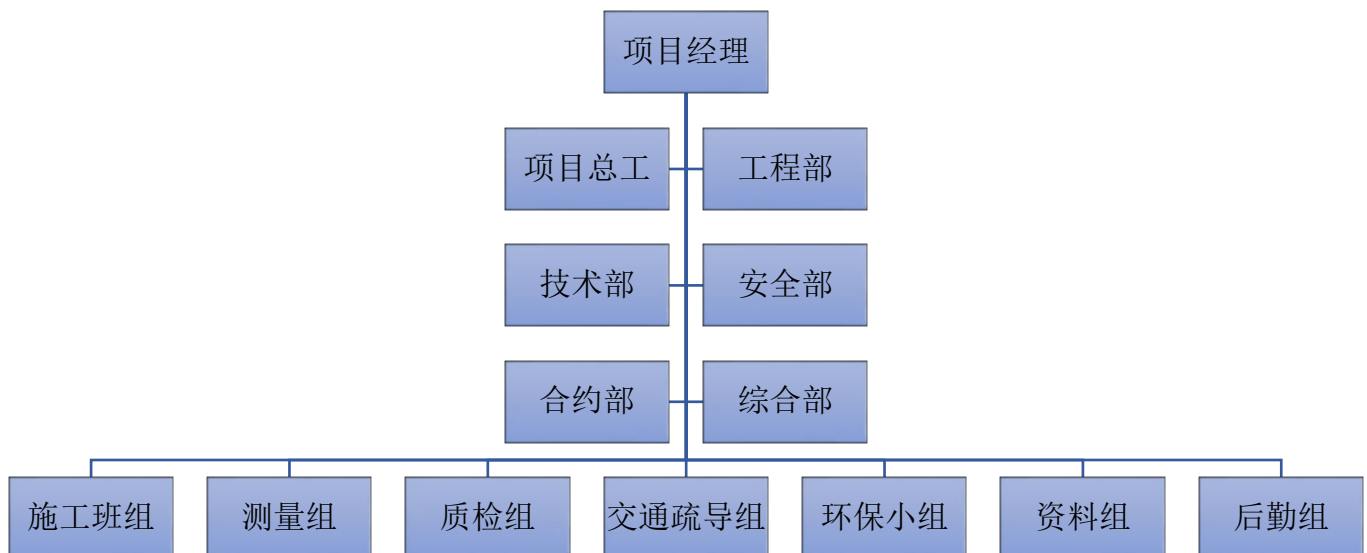 项目经理
项目总工
工程部
技术部
安全部
合约部
综合部
施工班组
测量组
质检组
交通疏导组
环保小组
资料组
后勤组